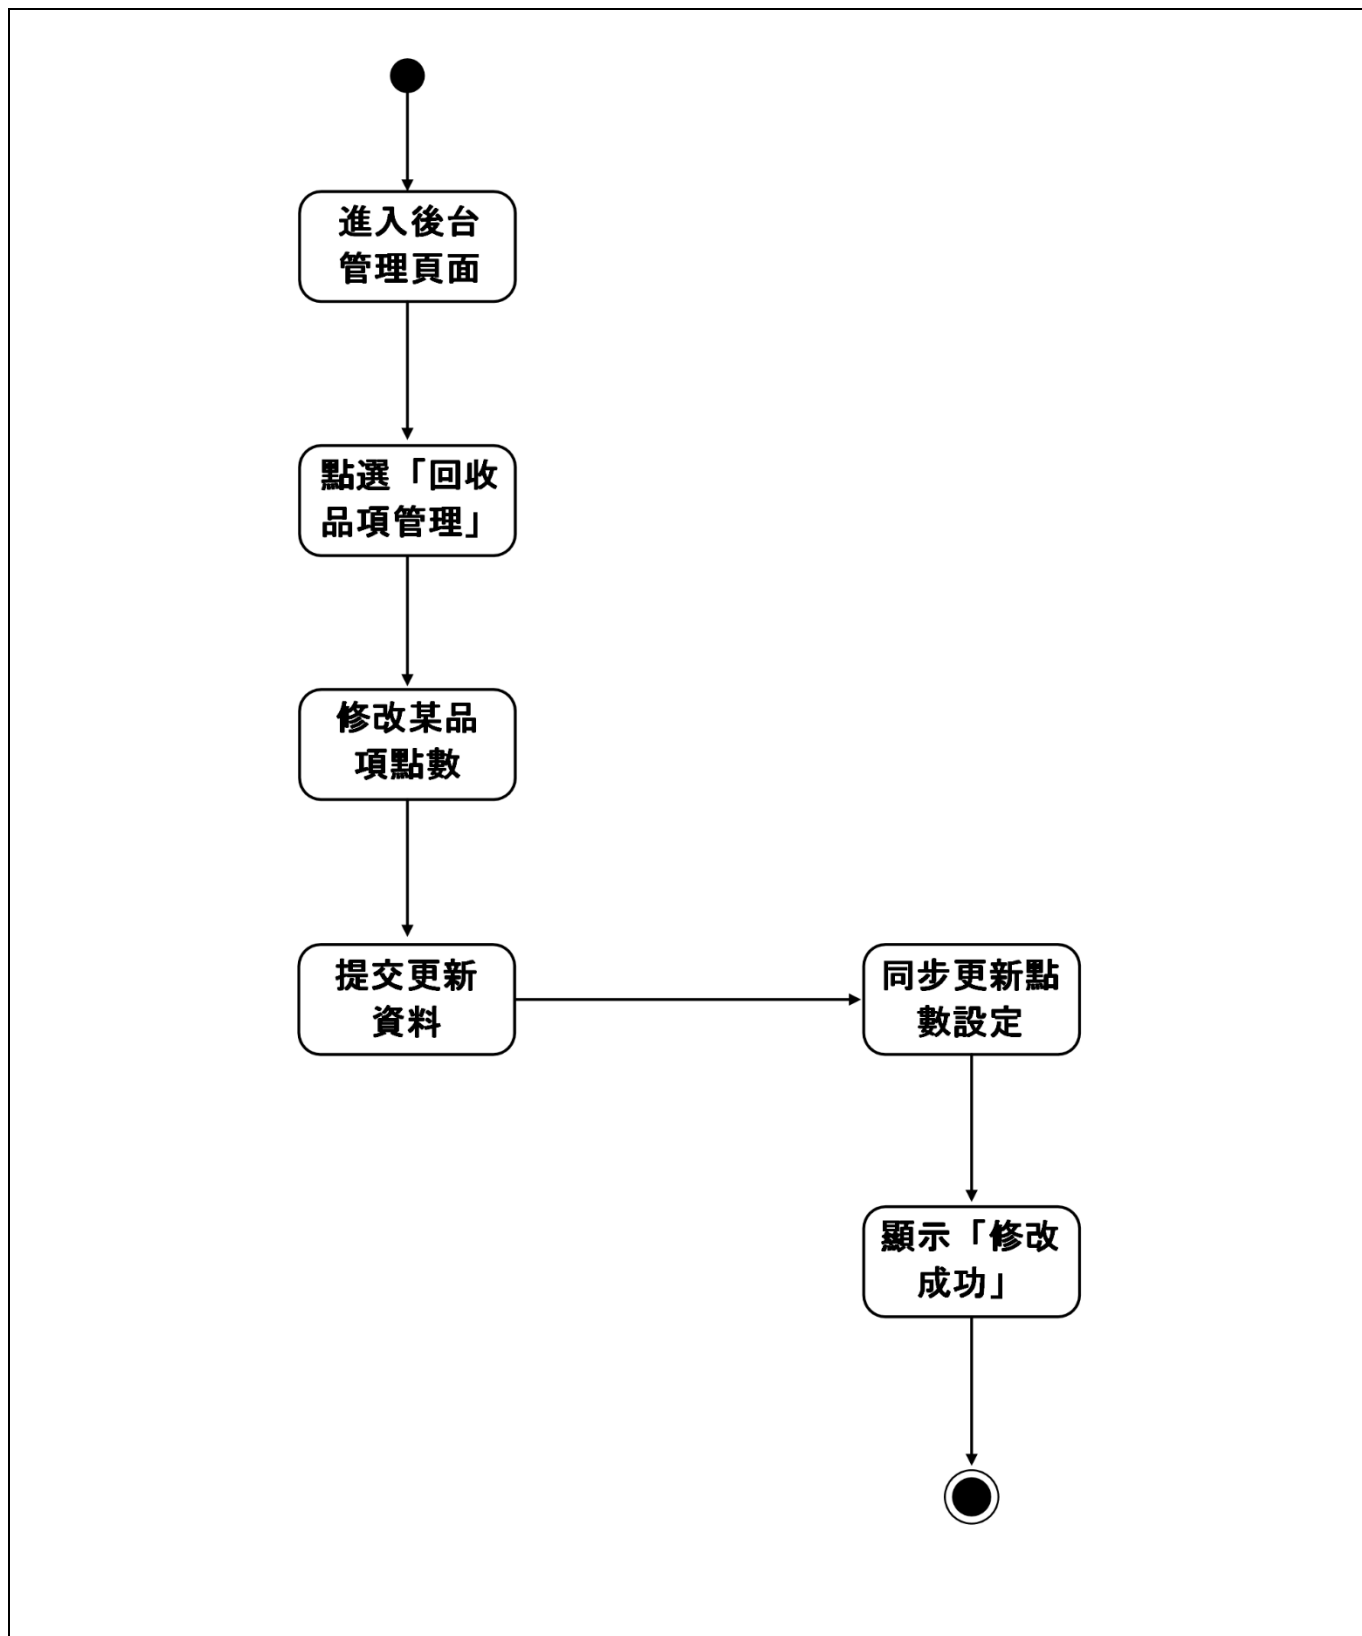 進入後台
管理頁面
點選「回收
品項管理」
修改某品
項點數
提交更新
資料
同步更新點
數設定
顯示「修改
成功」